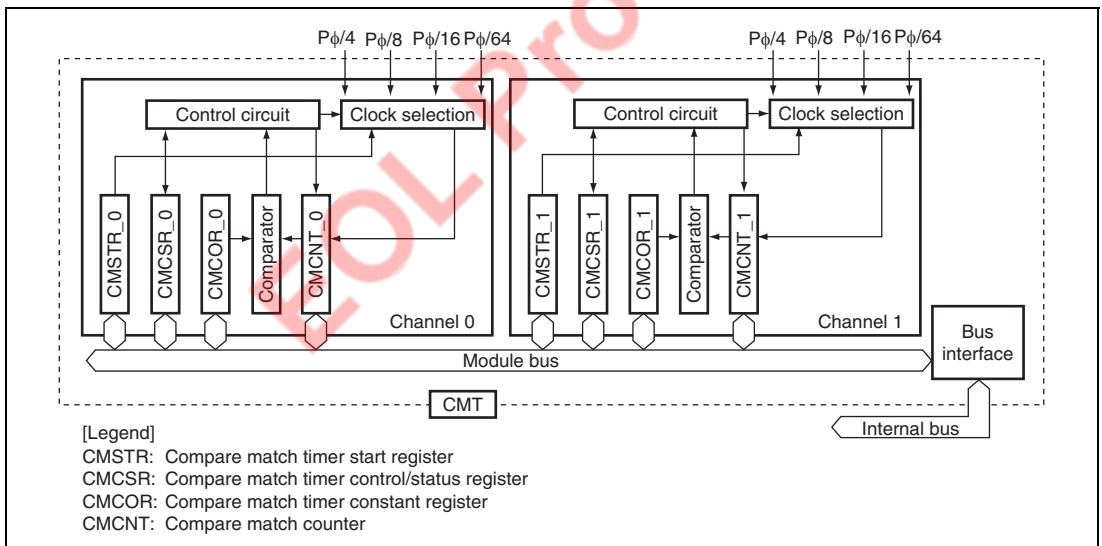 Pφ/4 Pφ/8 Pφ/16 Pφ/64
Pφ/4 Pφ/8 Pφ/16 Pφ/64
Control circuit
Clock selection
Control circuit
Clock selection
CMSTR_0
CMCSR_0
CMCOR_0
Comparator
CMCNT_0
CMSTR_1
CMCSR_1
CMCOR_1
Comparator
CMCNT_1
Channel 0
Channel 1
Bus
interface
Module bus
CMT
Internal bus
[Legend]
CMSTR: Compare match timer start register
CMCSR: Compare match timer control/status register
CMCOR: Compare match timer constant register
CMCNT: Compare match counter
EOL Pro